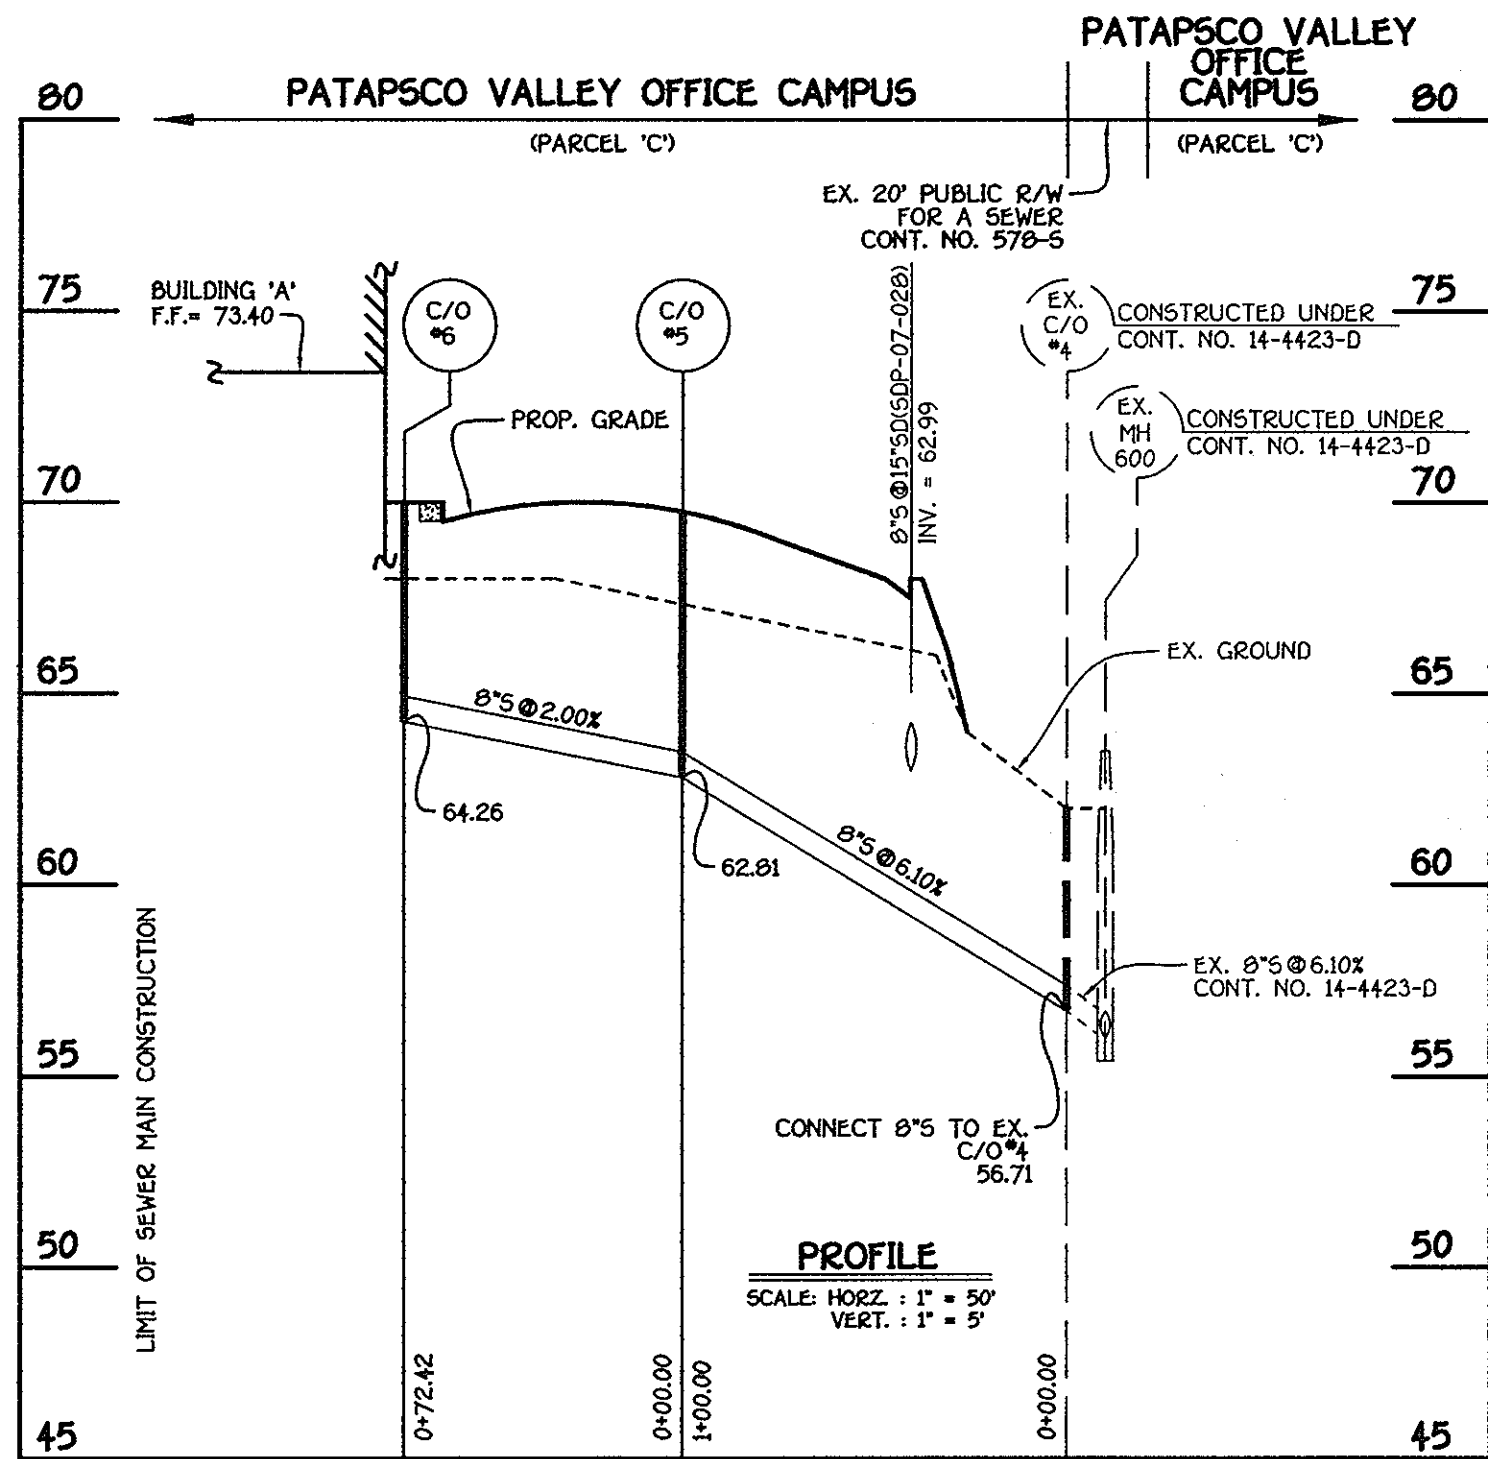 PATAPSCO VALLEY
OFFICE
CAMPUS
(PARCEL 'C')
PATAPSCO VALLEY OFFICE CAMPUS
(PARCEL 'C')
80
80
EX. 20' PUBLIC R/W
FOR A SEWER
CONT. NO. 578-S
75
75
BUILDING 'A'
F.F.= 73.40
C/O
#6
C/O
#5
8"S @ 15"SD(SDP-07-028)
INV. = 62.99
EX.
C/O
#4
CONSTRUCTED UNDER
CONT. NO. 14-4423-D
EX.
MH
600
CONSTRUCTED UNDER
CONT. NO. 14-4423-D
PROP. GRADE
70
70
EX. GROUND
65
65
8"S @ 2.00%
64.26
62.81
8"S @ 6.10%
60
60
EX. 8"S @ 6.10%
CONT. NO. 14-4423-D
55
55
CONNECT 8"S TO EX.
C/O #4
56.71
LIMIT OF SEWER MAIN CONSTRUCTION
50
50
PROFILE
SCALE: HORZ. : 1" = 50'
VERT. : 1" = 5'
0+72.42
0+00.00
1+00.00
0+00.00
45
45